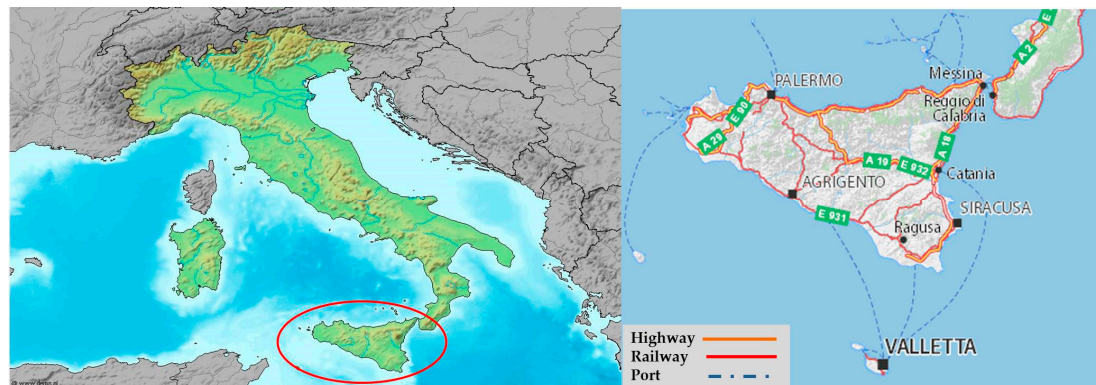 PALERMO
Messina
A 2
E
Reggio di
Calabria
E 90
A 29
A 18
A 19
E 932
Catania
AGRIGENTO
SIRACUSA
E 931
Ragusa
Highway
Railway
Port
VALLETTA